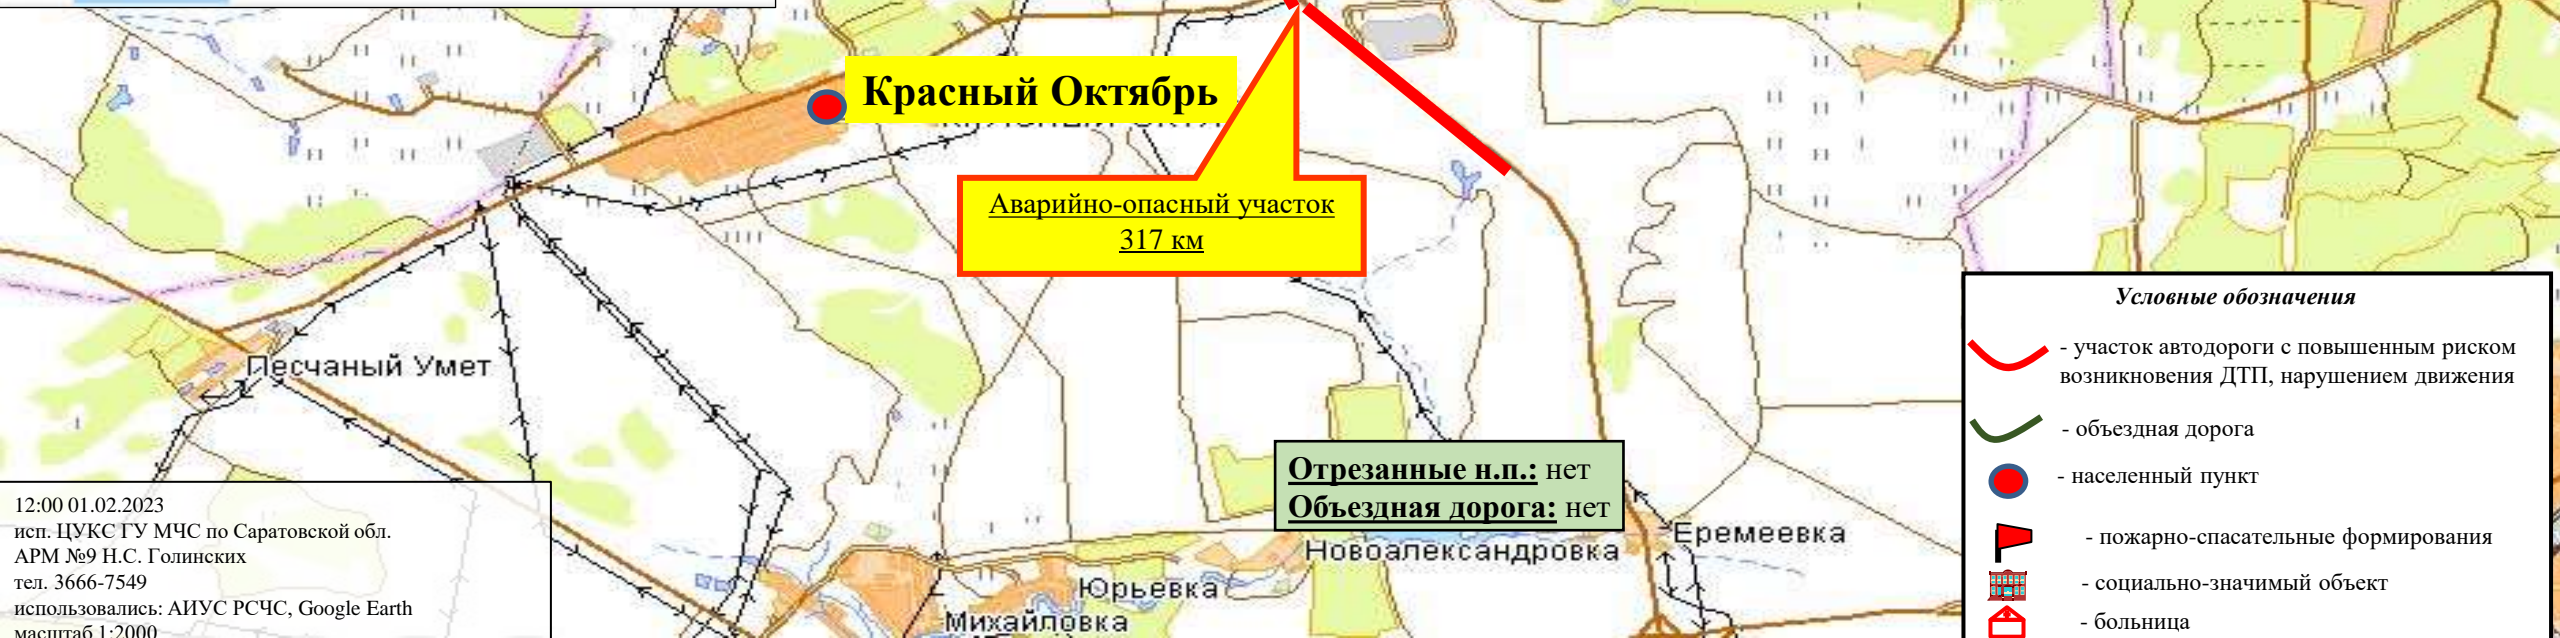 Красный Октябрь
Аварийно-опасный участок
317 км
Песчаный Умет
Отрезанные н.п.: нет
Объездная дорога: нет
Новоалександровка
Еремеевка
Юрьевка
Михайловка
12:00 01.02.2023
исп. ЦУКС ГУ МЧС по Саратовской обл.
АРМ №9 Н.С. Голинских
тел. 3666-7549
использовались: АИУС РСЧС, Google Earth
масштаб 1:2000
Условные обозначения
- участок автодороги с повышенным риском
возникновения ДТП, нарушением движения
- объездная дорога
- населенный пункт
- пожарно-спасательные формирования
- социально-значимый объект
- больница